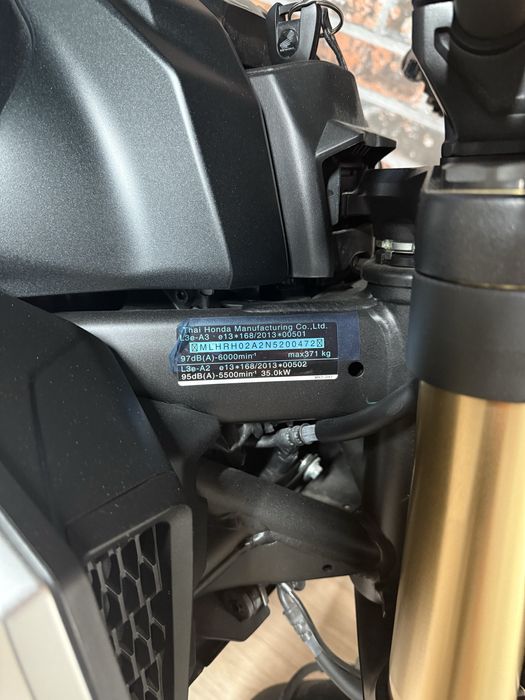 Thai Honda Manufacturing Co.,Ltd.
L3e-A3 e13*168/2013*00501
MLHRH02A2N5200472
97dB(A)-6000min⁻¹ max371 kg
L3e-A2 e13*168/2013*00502
95dB(A)-5500min⁻¹ 35.0kW